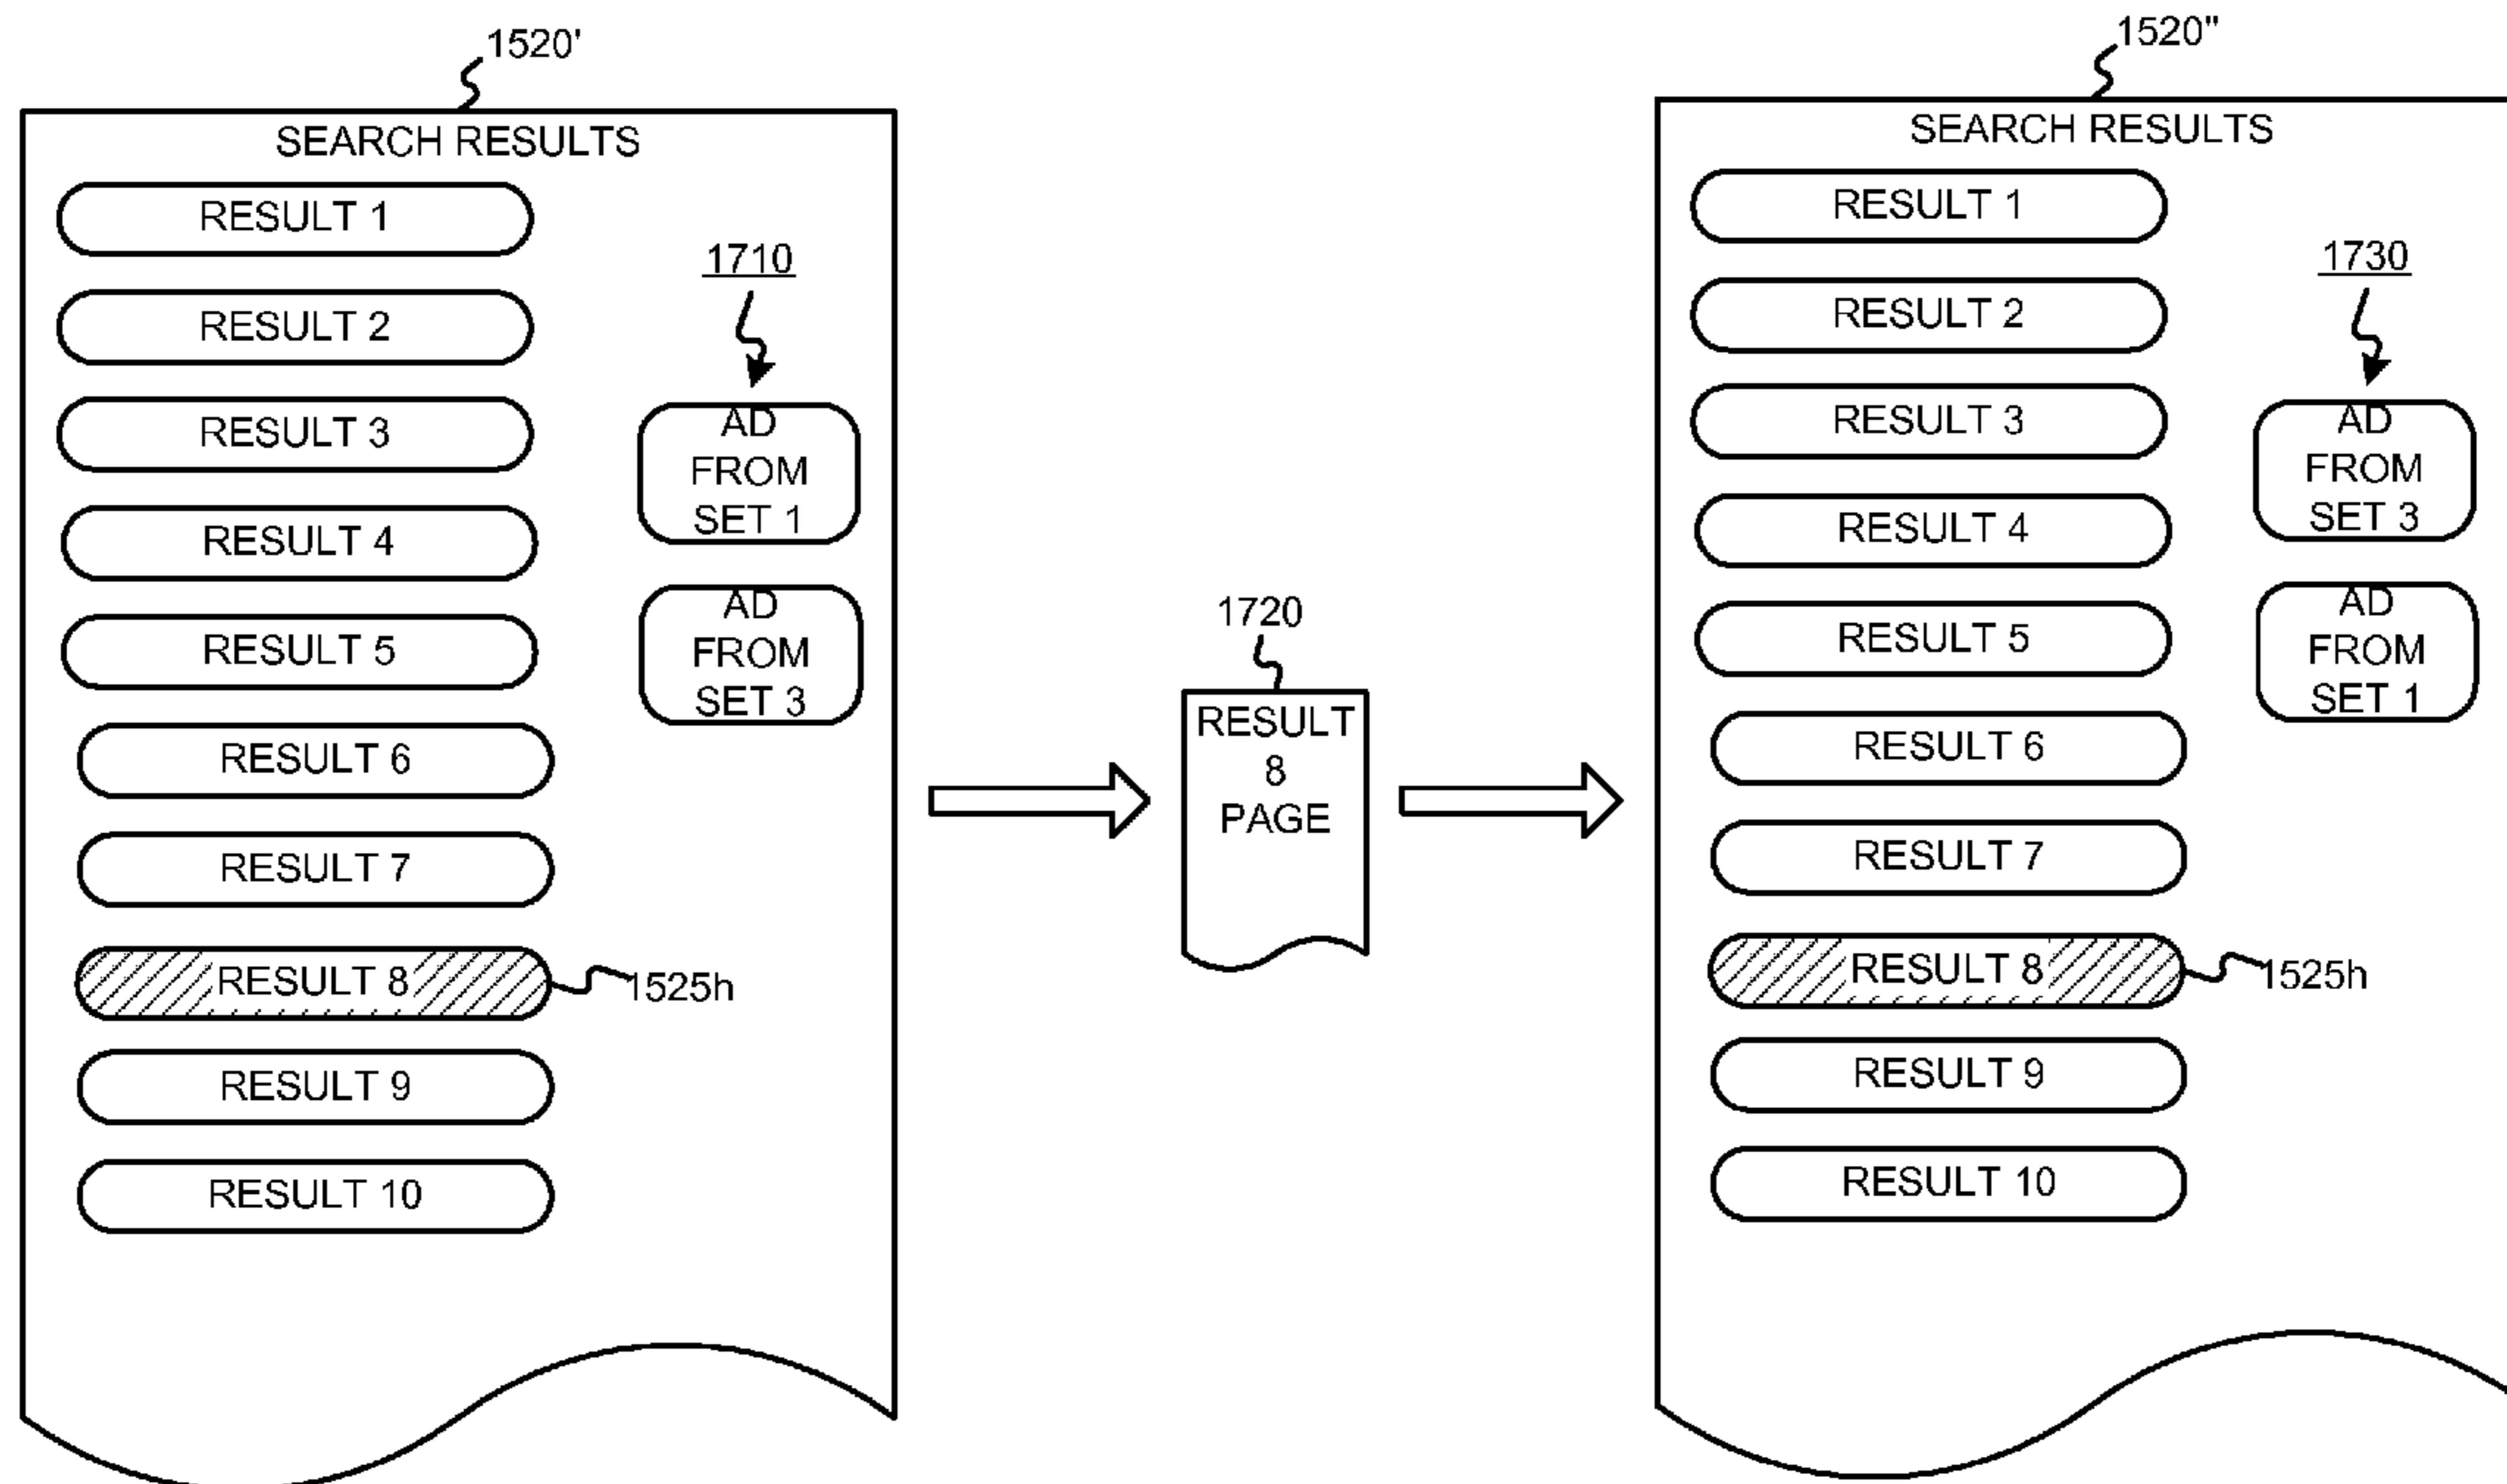 1520'
SEARCH RESULTS
RESULT 1
RESULT 2
RESULT 3
RESULT 4
RESULT 5
RESULT 6
RESULT 7
RESULT 8
1525h
RESULT 9
RESULT 10
1710
AD
FROM
SET 1
AD
FROM
SET 3
1720
RESULT
8
PAGE
1520"
SEARCH RESULTS
RESULT 1
RESULT 2
RESULT 3
RESULT 4
RESULT 5
RESULT 6
RESULT 7
RESULT 8
1525h
RESULT 9
RESULT 10
1730
AD
FROM
SET 3
AD
FROM
SET 1